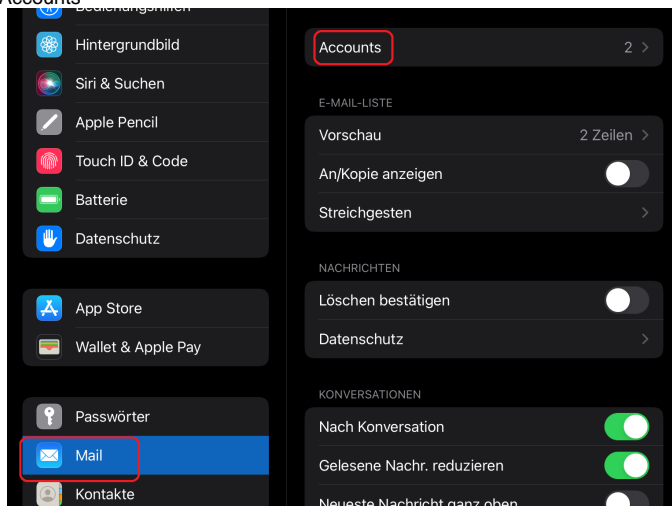 Accounts
Bedienungshilfen
Hintergrundbild
Siri & Suchen
Apple Pencil
Touch ID & Code
Batterie
Datenschutz
App Store
Wallet & Apple Pay
Passwörter
Mail
Kontakte
Accounts 2
E-MAIL-LISTE
Vorschau 2 Zeilen
An/Kopie anzeigen
Streichgesten
NACHRICHTEN
Löschen bestätigen
Datenschutz
KONVERSATIONEN
Nach Konversation
Gelesene Nachr. reduzieren
Neueste Nachricht ganz oben